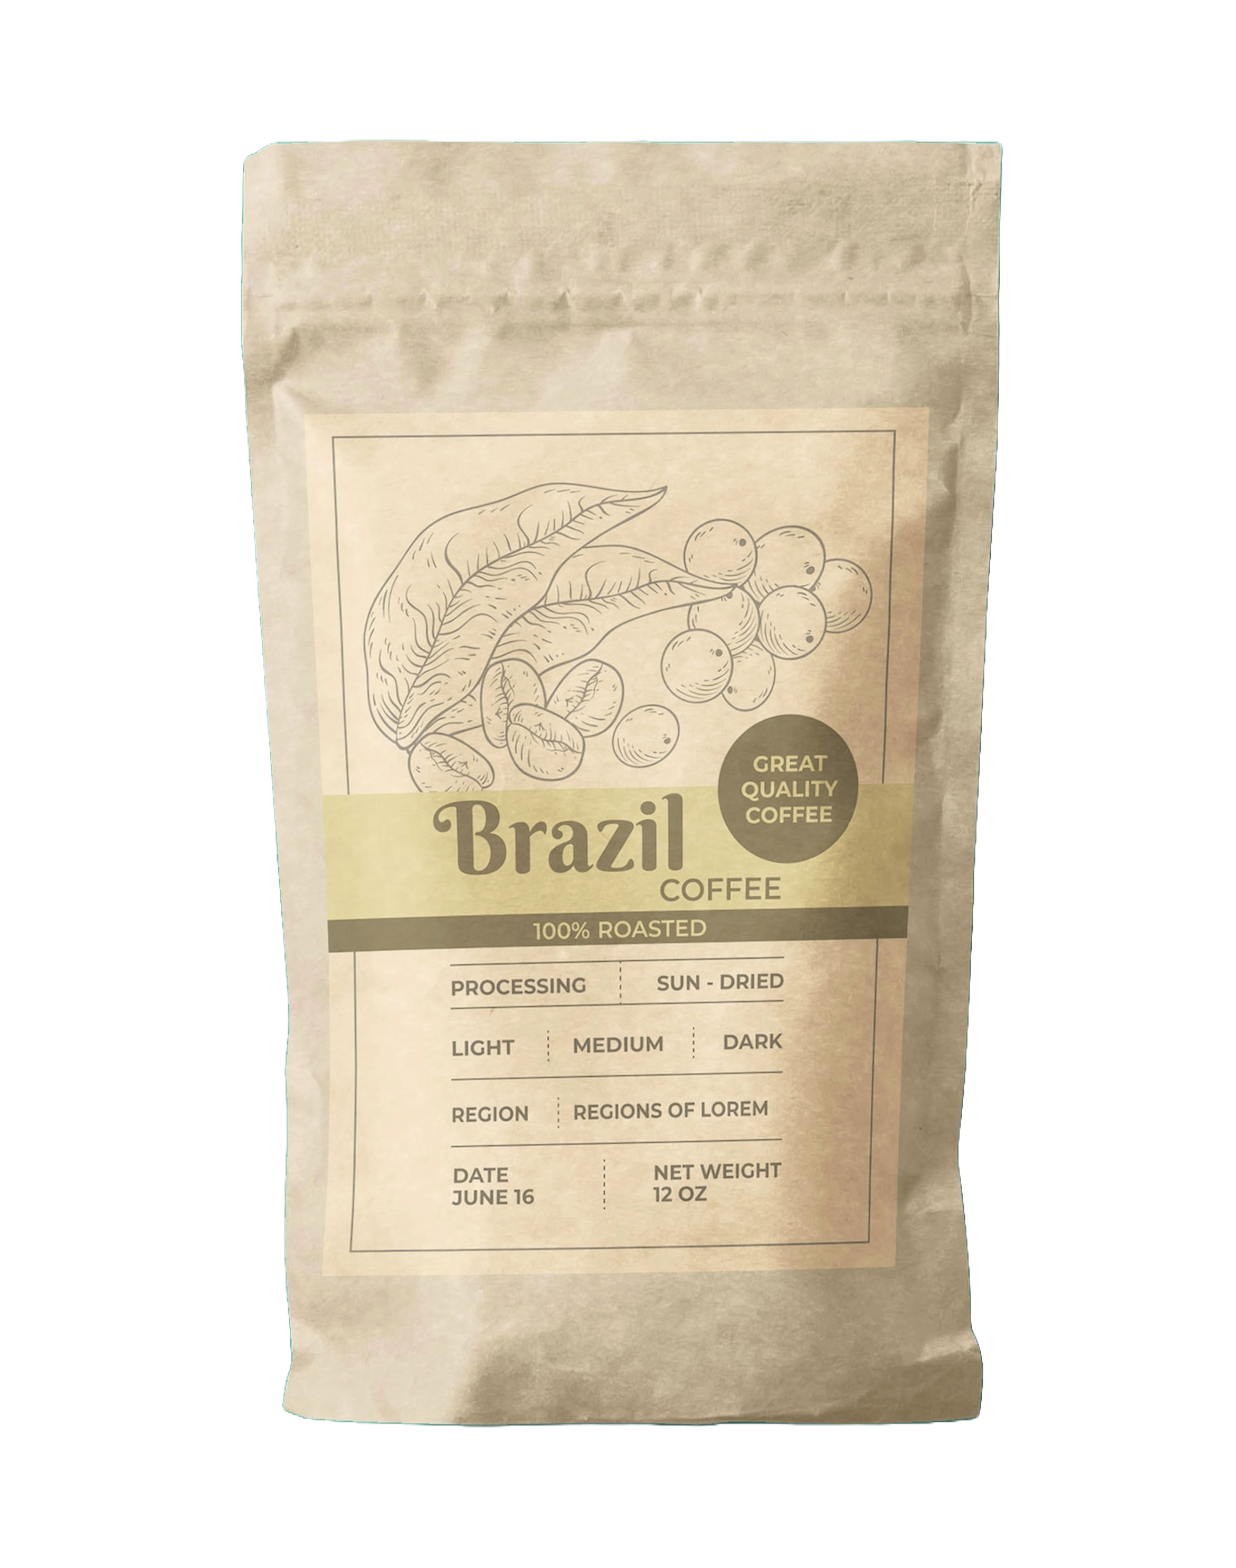 GREAT
QUALITY
COFFEE
Brazil
COFFEE
100% ROASTED
PROCESSING SUN - DRIED
LIGHT MEDIUM DARK
REGION REGIONS OF LOREM
DATE NET WEIGHT
JUNE 16 12 OZ